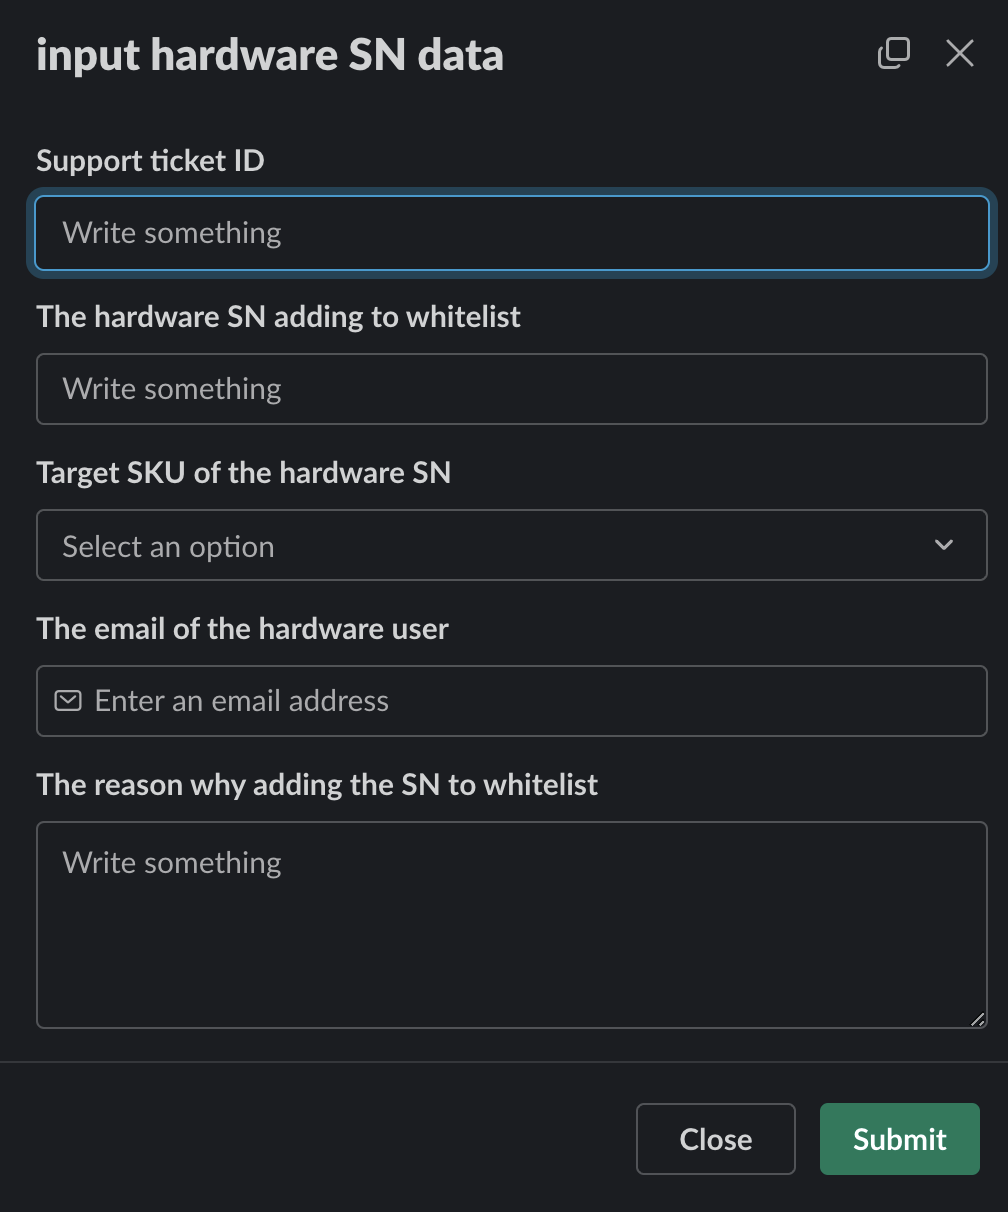 input hardware SN data
Support ticket ID
Write something
The hardware SN adding to whitelist
Write something
Target SKU of the hardware SN
Select an option
The email of the hardware user
Enter an email address
The reason why adding the SN to whitelist
Write something
Close
Submit